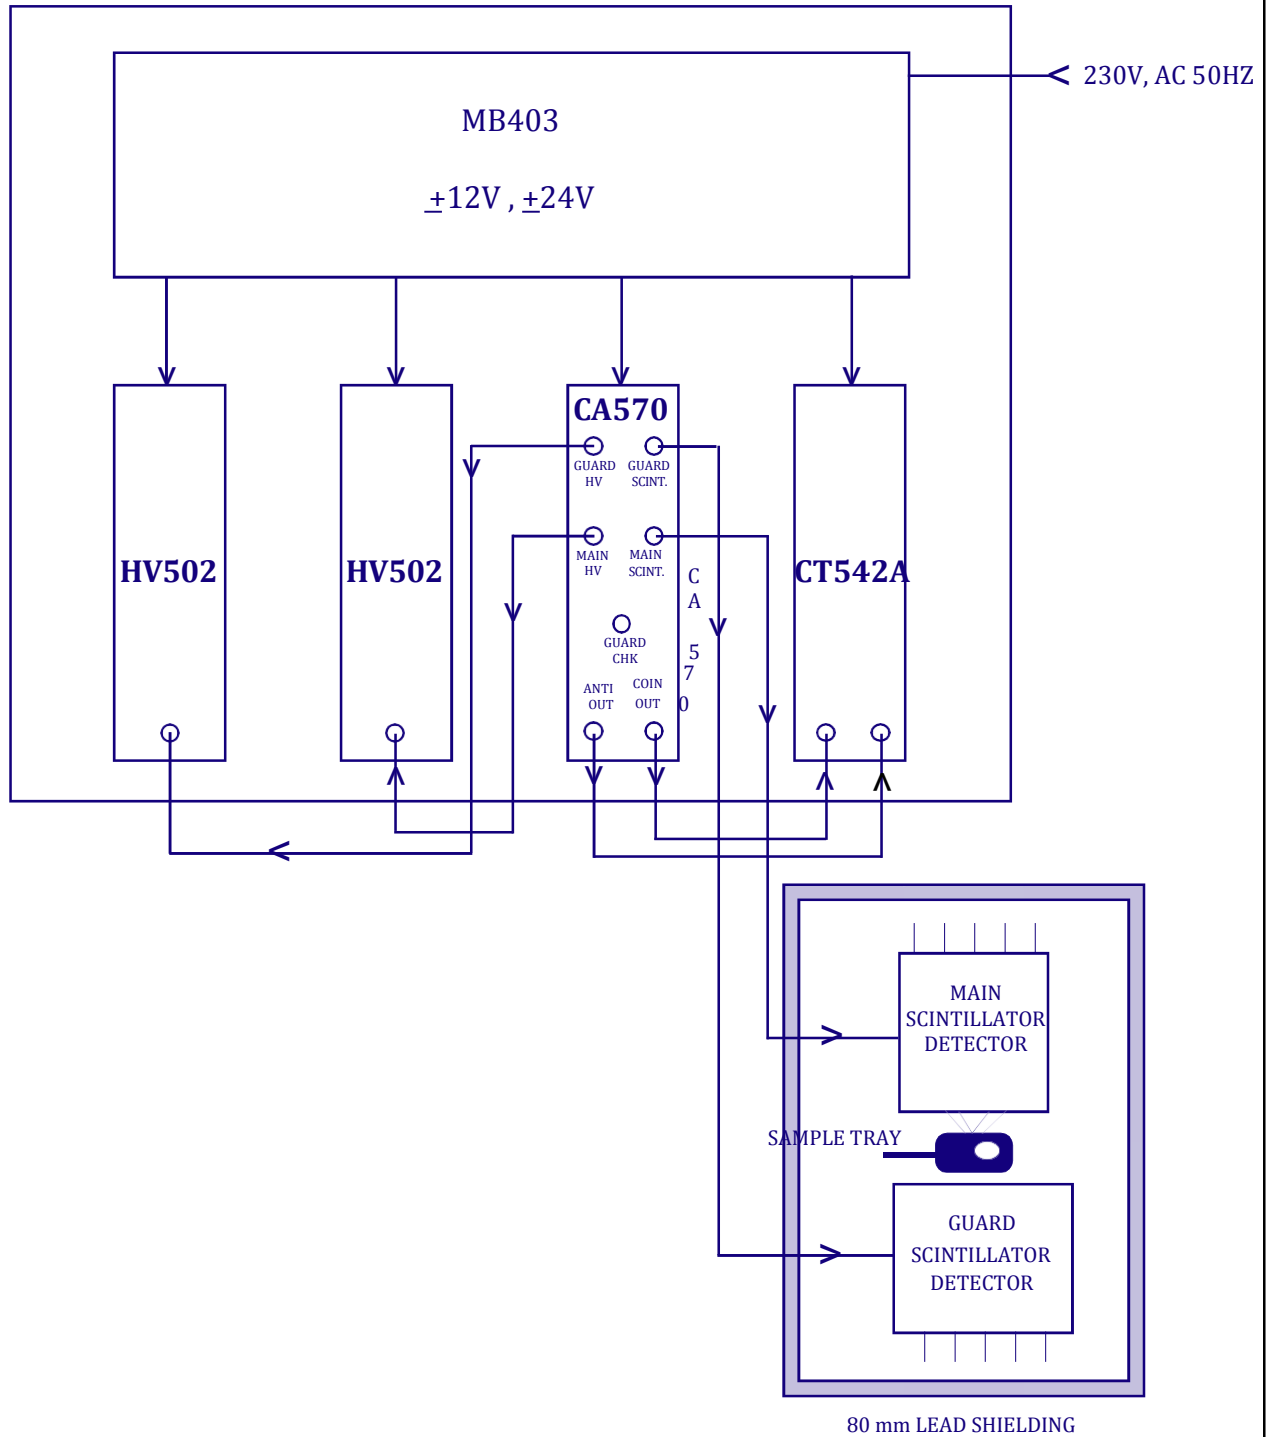 230V, AC 50HZ
MB403
±12V , ±24V
CA570
GUARD HV
GUARD SCINT.
MAIN HV
MAIN SCINT.
HV502
HV502
CT542A
C
A
5
7
0
GUARD CHK
ANTI OUT
COIN OUT
MAIN
SCINTILLATOR
DETECTOR
SAMPLE TRAY
GUARD
SCINTILLATOR
DETECTOR
80 mm LEAD SHIELDING